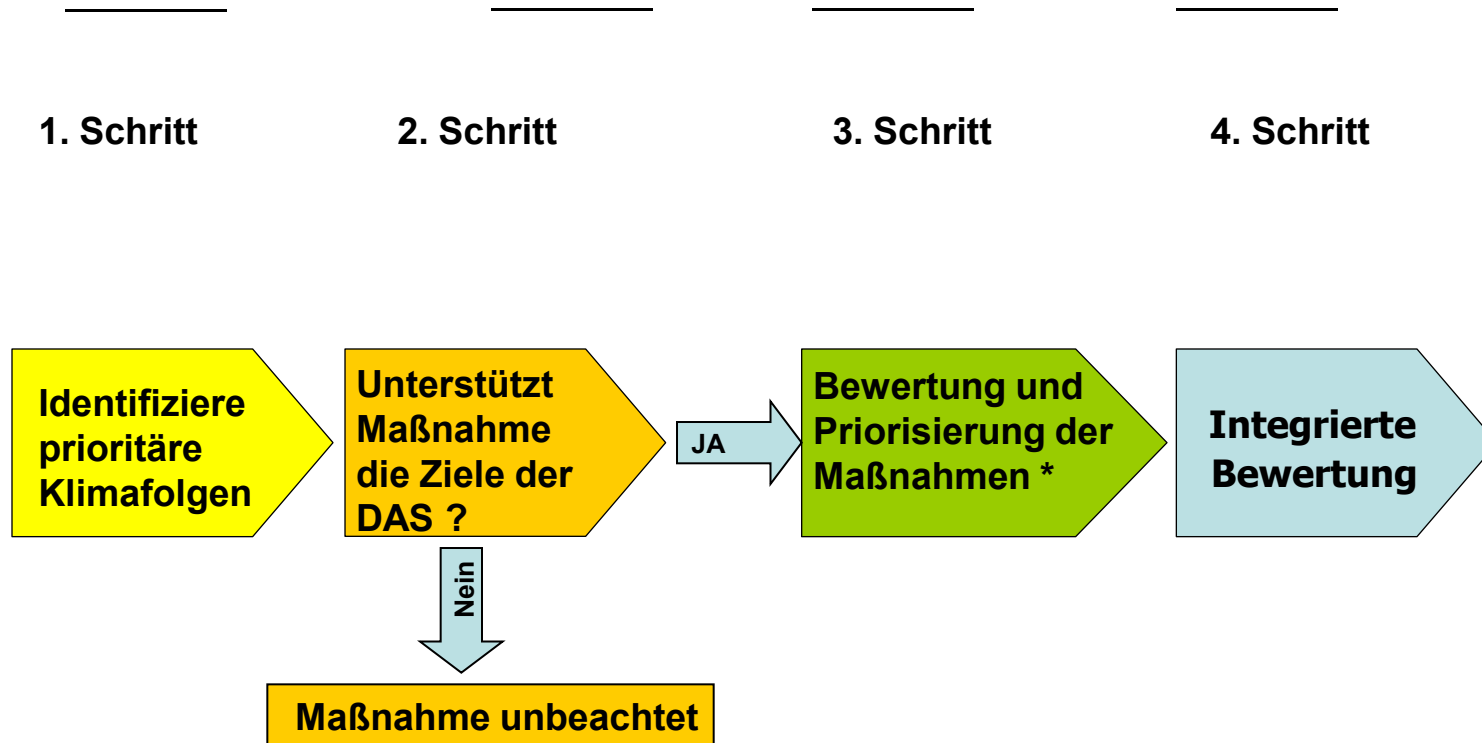 1. Schritt
2. Schritt
3. Schritt
4. Schritt
Identifiziere
prioritäre
Klimafolgen
Unterstützt
Maßnahme
die Ziele der
DAS ?
JA
Bewertung und
Priorisierung der
Maßnahmen *
Integrierte
Bewertung
Nein
Maßnahme unbeachtet